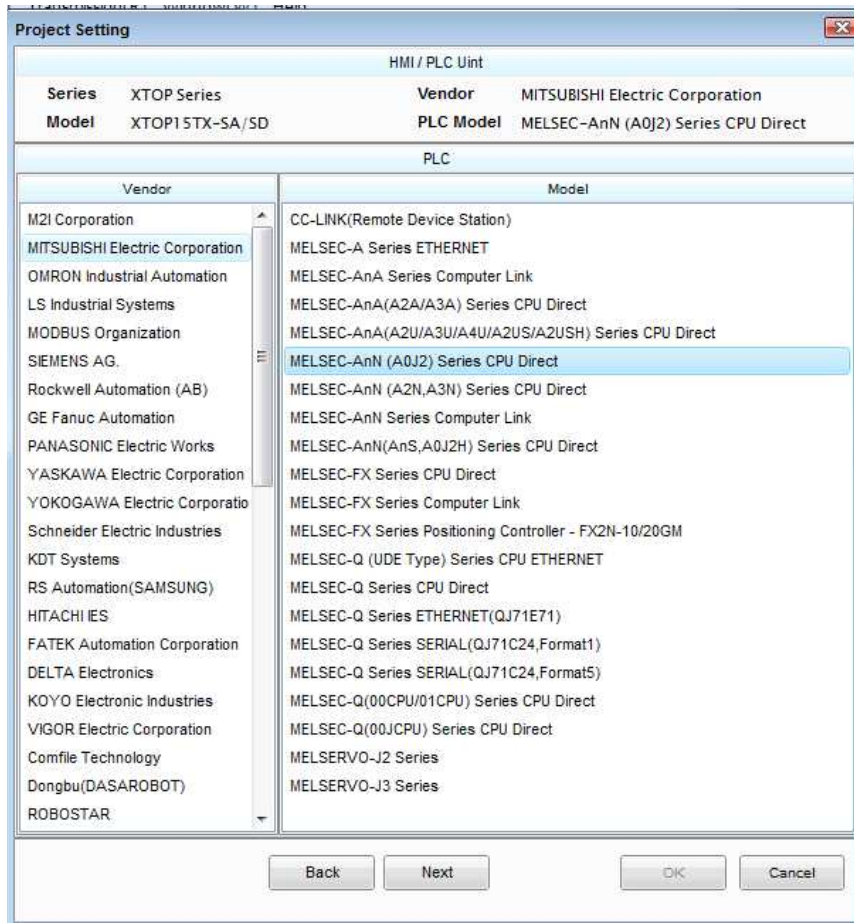 Project Setting
HMI / PLC Uint
Series XTOP Series Vendor MITSUBISHI Electric Corporation
Model XTOP15TX-SA/SD PLC Model MELSEC-AnN (A0J2) Series CPU Direct
PLC
Vendor Model
M2I Corporation
MITSUBISHI Electric Corporation
OMRON Industrial Automation
LS Industrial Systems
MODBUS Organization
SIEMENS AG.
Rockwell Automation (AB)
GE Fanuc Automation
PANASONIC Electric Works
YASKAWA Electric Corporation
YOKOGAWA Electric Corporatio
Schneider Electric Industries
KDT Systems
RS Automation(SAMSUNG)
HITACHI IES
FATEK Automation Corporation
DELTA Electronics
KOYO Electronic Industries
VIGOR Electric Corporation
Comfile Technology
Dongbu(DASAROBOT)
ROBOSTAR
CC-LINK(Remote Device Station)
MELSEC-A Series ETHERNET
MELSEC-AnA Series Computer Link
MELSEC-AnA(A2A/A3A) Series CPU Direct
MELSEC-AnA(A2U/A3U/A4U/A2US/A2USH) Series CPU Direct
MELSEC-AnN (A0J2) Series CPU Direct
MELSEC-AnN (A2N,A3N) Series CPU Direct
MELSEC-AnN Series Computer Link
MELSEC-AnN(AnS,A0J2H) Series CPU Direct
MELSEC-FX Series CPU Direct
MELSEC-FX Series Computer Link
MELSEC-FX Series Positioning Controller - FX2N-10/20GM
MELSEC-Q (UDE Type) Series CPU ETHERNET
MELSEC-Q Series CPU Direct
MELSEC-Q Series ETHERNET(QJ71E71)
MELSEC-Q Series SERIAL(QJ71C24,Format1)
MELSEC-Q Series SERIAL(QJ71C24,Format5)
MELSEC-Q(00CPU/01CPU) Series CPU Direct
MELSEC-Q(00JCPU) Series CPU Direct
MELSERVO-J2 Series
MELSERVO-J3 Series
Back Next OK Cancel